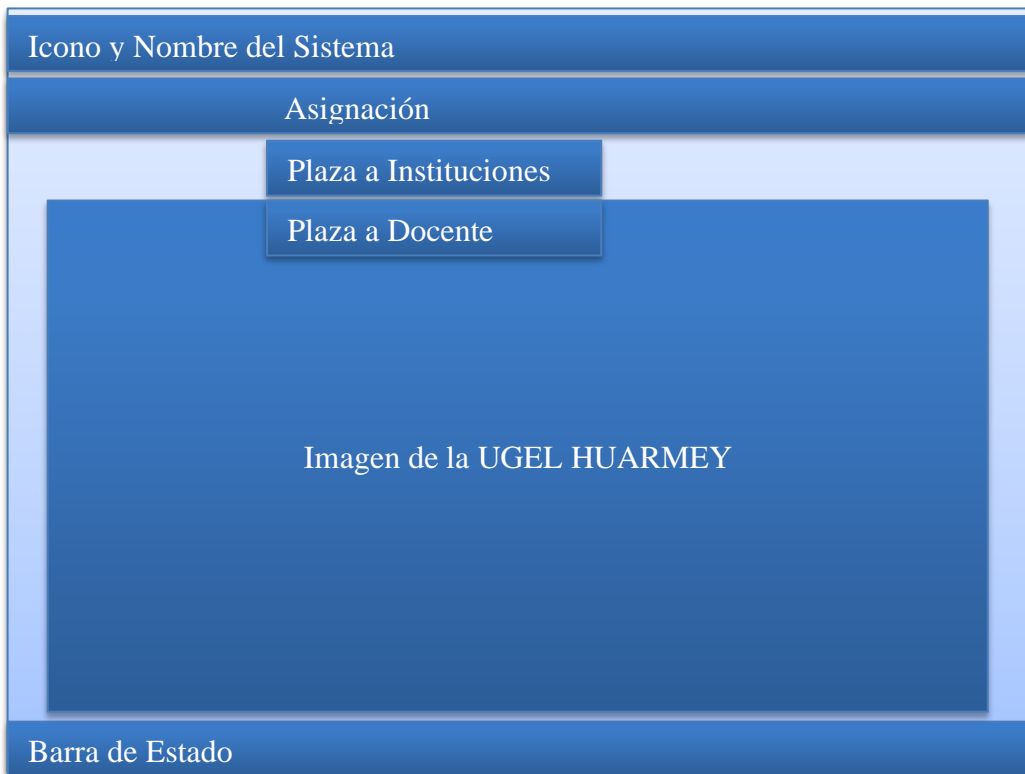 Icono y Nombre del Sistema
Asignación
Plaza a Instituciones
Plaza a Docente
Imagen de la UGEL HUARMEY
Barra de Estado